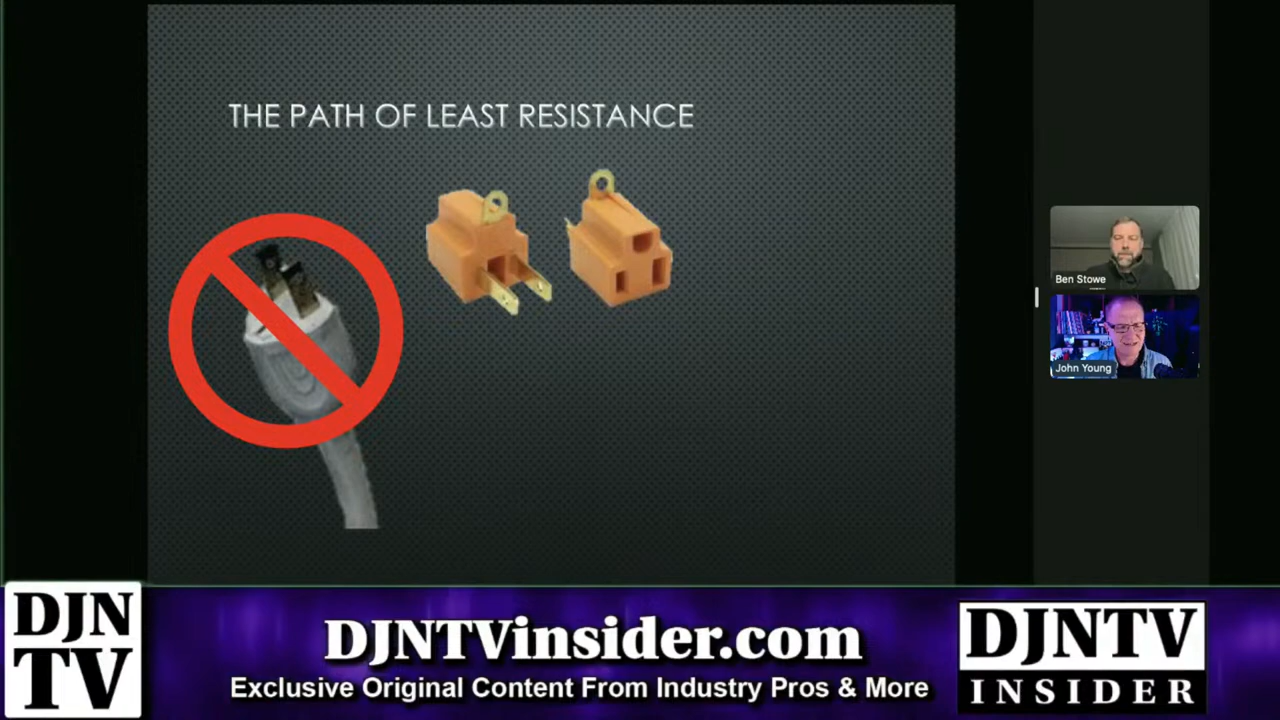 THE PATH OF LEAST RESISTANCE
Ben Stowe
John Young
DJN
TV
DJNTVinsider.com
Exclusive Original Content From Industry Pros & More
DJNTV
INSIDER